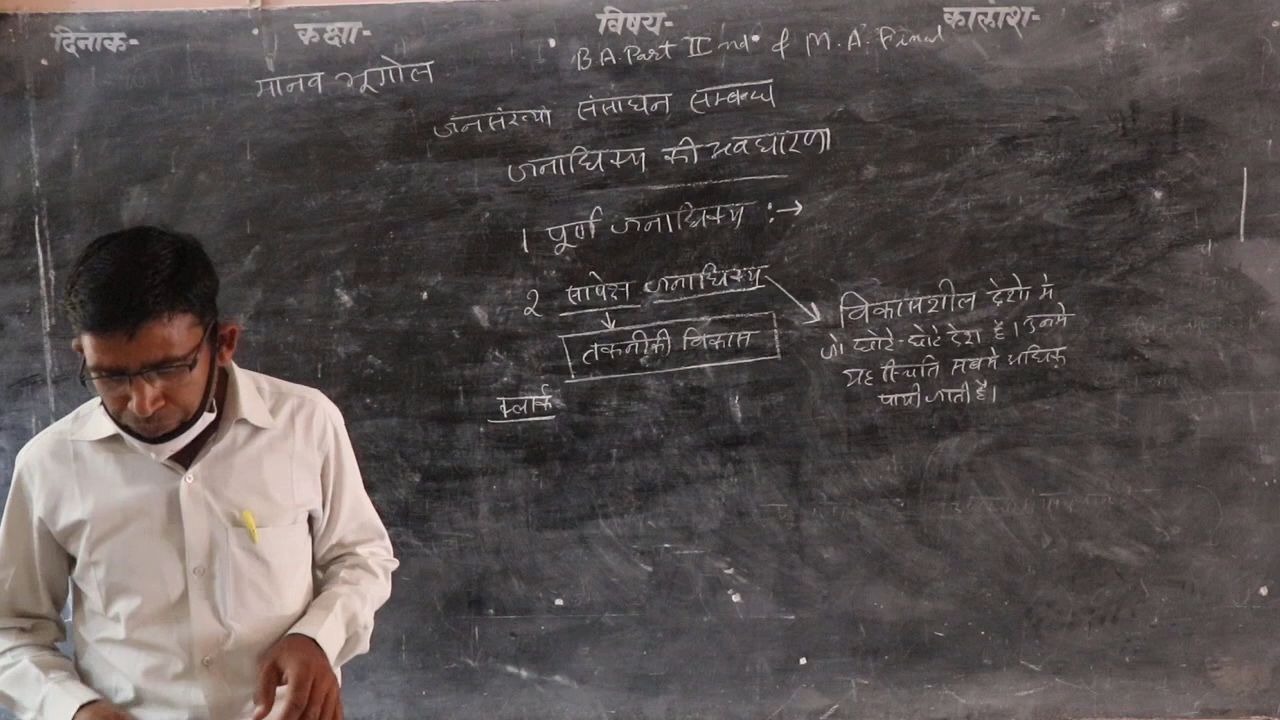 दिनाक- कक्षा- विषय- कालांश-
B.A. Part II nd & M.A. Final
मानव भूगोल
जनसंख्या संसाधन सम्बन्ध
जनाधिक्य की अवधारणा
1 पूर्ण जनाधिक्य :→
2 सापेक्ष जनाधिक्य
तकनीकी विकास
विकासशील देशो मे
जो छोटे-छोटे देश है। उनमे
यह स्थिति सबसे अधिक
पायी जाती है।
क्लार्क